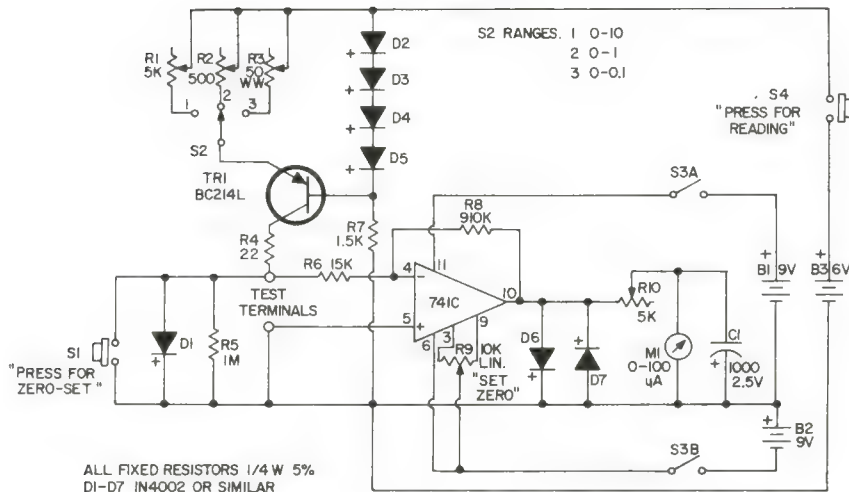 S2 RANGES. 1 0-10
2 0-1
3 0-0.1
R1
5K
R2
500
R3
50
WW
1
2
3
S2
D2
D3
D4
D5
+
+
+
+
S4
"PRESS FOR
READING"
TR1
BC214L
S3A
R4
22
R7
1.5K
R8
910K
R6 15K
4
-
11
741C
10
5
+
6
3
9
TEST
TERMINALS
R9
10K
LIN.
"SET
ZERO"
S1
"PRESS FOR
ZERO-SET"
D1
+
R5
1M
D6
+
D7
+
R10
5K
M1
0-100
uA
C1
1000
2.5V
+
+
B1 9V
+
B3 6V
+
B2
9V
S3B
ALL FIXED RESISTORS 1/4 W 5%
D1-D7 IN4002 OR SIMILAR